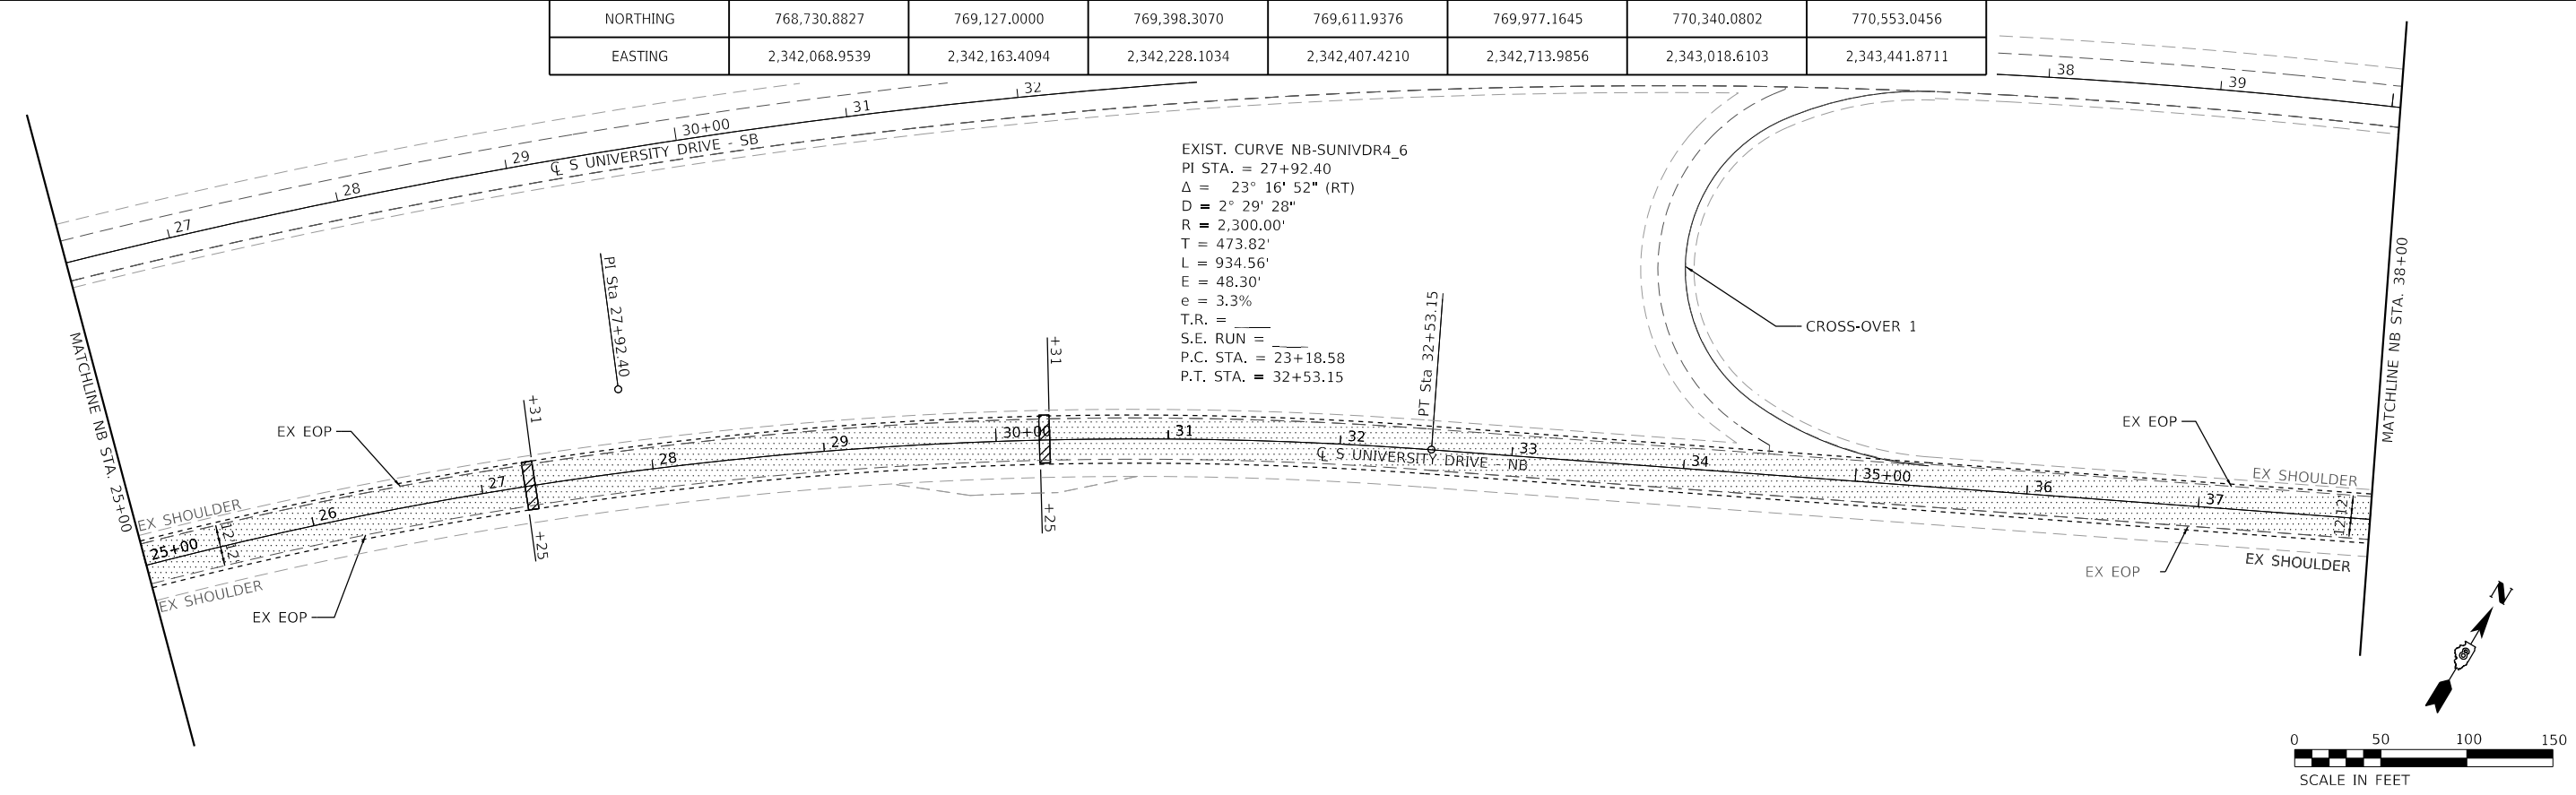 NORTHING 768,730.8827 769,127.0000 769,398.3070 769,611.9376 769,977.1645 770,340.0802 770,553.0456
EASTING 2,342,068.9539 2,342,163.4094 2,342,228.1034 2,342,407.4210 2,342,713.9856 2,343,018.6103 2,343,441.8711
27
28
29
30+00
31
32
38
39
℄ S UNIVERSITY DRIVE - SB
EXIST. CURVE NB-SUNIVDR4_6
PI STA. = 27+92.40
Δ = 23° 16' 52" (RT)
D = 2° 29' 28"
R = 2,300.00'
T = 473.82'
L = 934.56'
E = 48.30'
e = 3.3%
T.R. = ____
S.E. RUN = ____
P.C. STA. = 23+18.58
P.T. STA. = 32+53.15
PI Sta 27+92.40
PT Sta 32+53.15
CROSS-OVER 1
MATCHLINE NB STA. 25+00
MATCHLINE NB STA. 38+00
+31
+31
EX EOP
EX EOP
EX SHOULDER
EX SHOULDER
25+00
26
27
28
29
30+00
31
32
33
34
35+00
36
37
℄ S UNIVERSITY DRIVE - NB
12'
12'
12'
12'
+25
+25
EX SHOULDER
EX SHOULDER
EX EOP
EX EOP
N
0 50 100 150
SCALE IN FEET